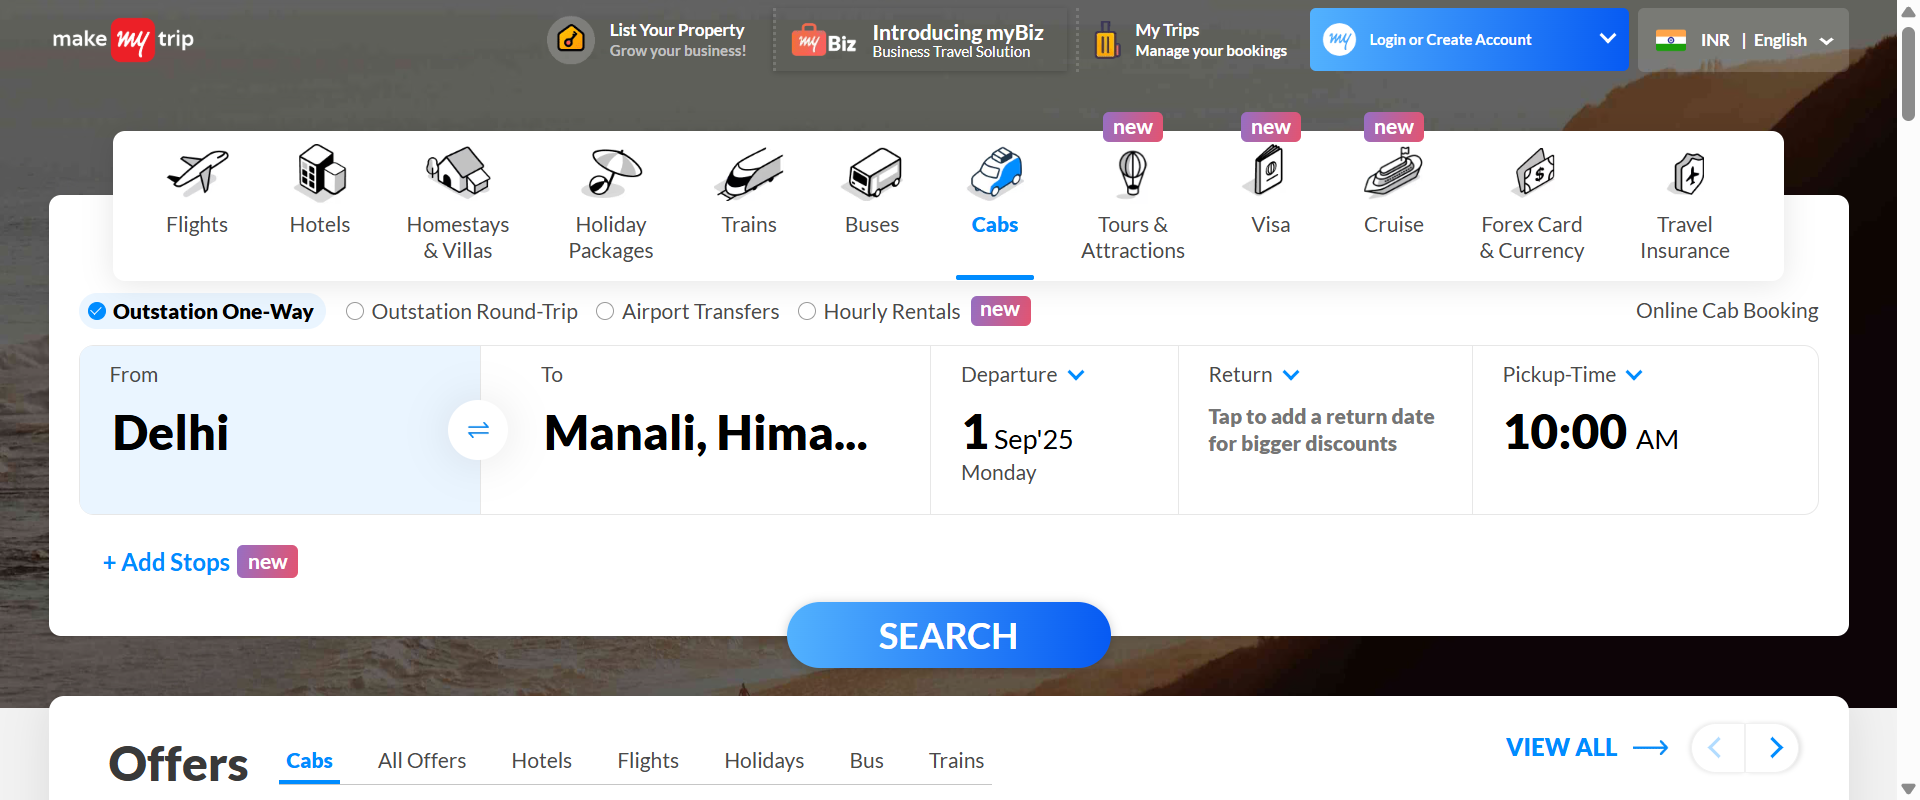 make my trip
List Your Property
Grow your business!
my Biz
Introducing myBiz
Business Travel Solution
My Trips
Manage your bookings
my
Login or Create Account
INR | English
new
new
new
Flights
Hotels
Homestays
& Villas
Holiday
Packages
Trains
Buses
Cabs
Tours &
Attractions
Visa
Cruise
Forex Card
& Currency
Travel
Insurance
Outstation One-Way
Outstation Round-Trip
Airport Transfers
Hourly Rentals
new
Online Cab Booking
From
Delhi
To
Manali, Hima...
Departure
1 Sep'25
Monday
Return
Tap to add a return date
for bigger discounts
Pickup-Time
10:00 AM
+ Add Stops new
SEARCH
Offers
Cabs
All Offers
Hotels
Flights
Holidays
Bus
Trains
VIEW ALL